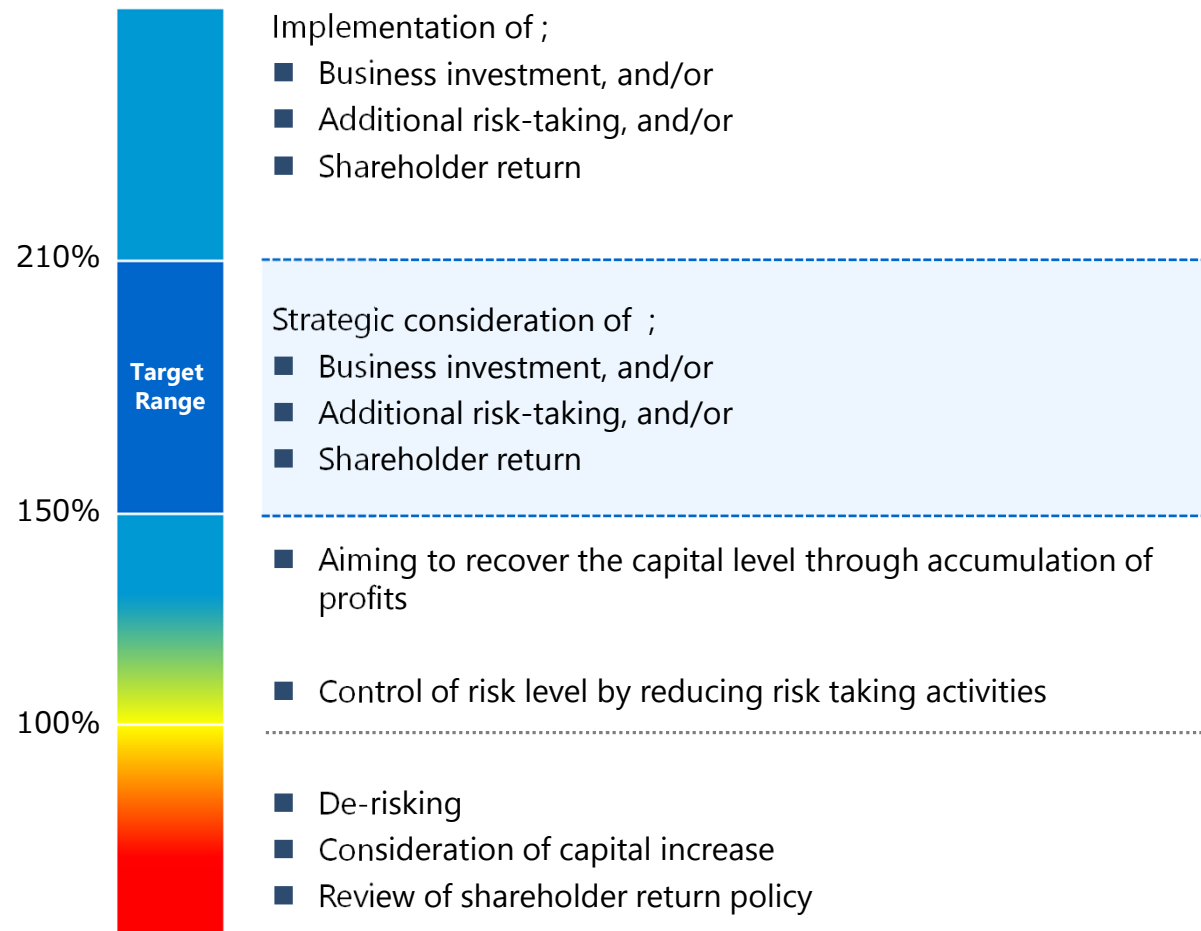 Implementation of ;
■ Business investment, and/or
■ Additional risk-taking, and/or
■ Shareholder return
210%
Target
Range
Strategic consideration of ;
■ Business investment, and/or
■ Additional risk-taking, and/or
■ Shareholder return
150%
■ Aiming to recover the capital level through accumulation of
profits
■ Control of risk level by reducing risk taking activities
100%
■ De-risking
■ Consideration of capital increase
■ Review of shareholder return policy